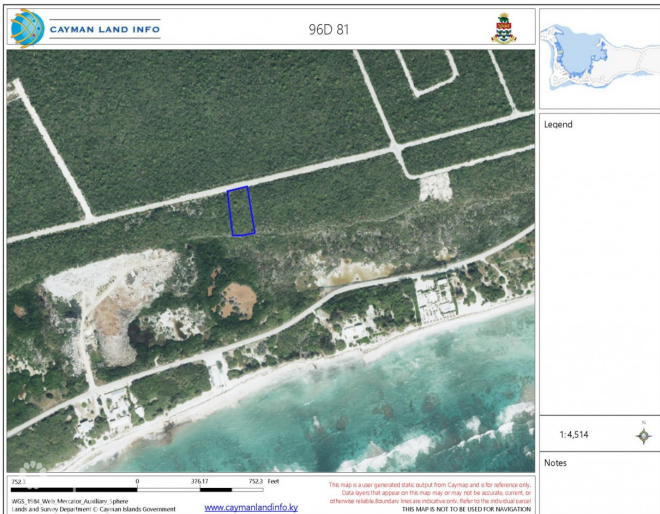 CAYMAN LAND INFO
96D 81
Legend
1:4,514
N
Notes
752.3 0 376.17 752.3 Feet
WGS_1984_Web_Mercator_Auxiliary_Sphere
Lands and Survey Department © Cayman Islands Government
www.caymanlandinfo.ky
This map is a user generated static output from Caymap and is for reference only.
Data layers that appear on this map may or may not be accurate, current, or
otherwise reliable.Boundary lines are indicative only. Refer to the individual parcel
THIS MAP IS NOT TO BE USED FOR NAVIGATION